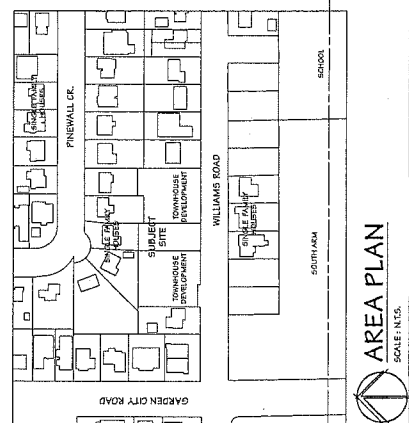 SINGLE FAMILY
HOUSES
PINEWALL CR.
SINGLE FAMILY
HOUSES
SUBJECT
SITE
TOWNHOUSE
DEVELOPMENT
TOWNHOUSE
DEVELOPMENT
WILLIAMS ROAD
SINGLE FAMILY
HOUSES
SCHOOL
SOUTH ARM
GARDEN CITY ROAD
AREA PLAN
SCALE: N.T.S.